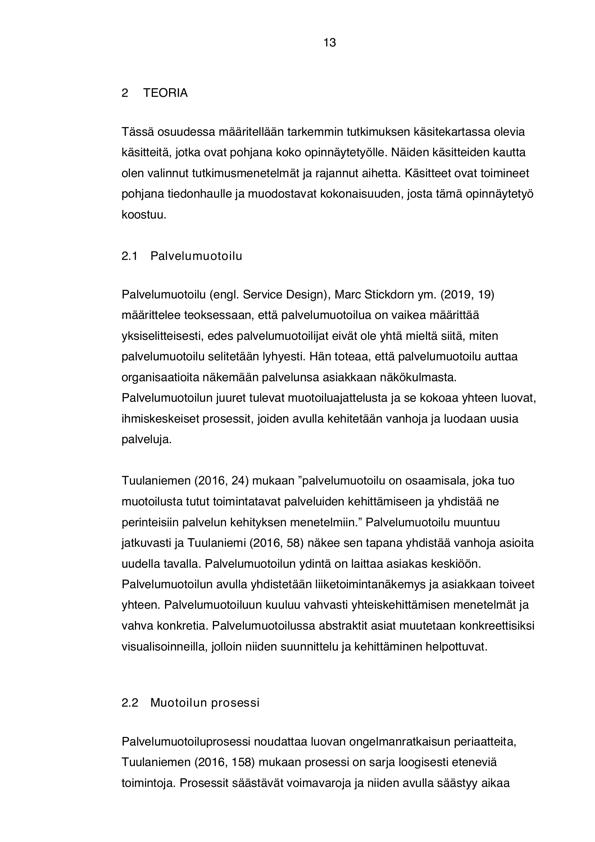 13
2 TEORIA
Tässä osuudessa määritellään tarkemmin tutkimuksen käsitekartassa olevia
käsitteitä, jotka ovat pohjana koko opinnäytetyölle. Näiden käsitteiden kautta
olen valinnut tutkimusmenetelmät ja rajannut aihetta. Käsitteet ovat toimineet
pohjana tiedonhaulle ja muodostavat kokonaisuuden, josta tämä opinnäytetyö
koostuu.
2.1 Palvelumuotoilu
Palvelumuotoilu (engl. Service Design), Marc Stickdorn ym. (2019, 19)
määrittelee teoksessaan, että palvelumuotoilua on vaikea määrittää
yksiselitteisesti, edes palvelumuotoilijat eivät ole yhtä mieltä siitä, miten
palvelumuotoilu selitetään lyhyesti. Hän toteaa, että palvelumuotoilu auttaa
organisaatioita näkemään palvelunsa asiakkaan näkökulmasta.
Palvelumuotoilun juuret tulevat muotoiluajattelusta ja se kokoaa yhteen luovat,
ihmiskeskeiset prosessit, joiden avulla kehitetään vanhoja ja luodaan uusia
palveluja.
Tuulaniemen (2016, 24) mukaan ”palvelumuotoilu on osaamisala, joka tuo
muotoilusta tutut toimintatavat palveluiden kehittämiseen ja yhdistää ne
perinteisiin palvelun kehityksen menetelmiin.” Palvelumuotoilu muuntuu
jatkuvasti ja Tuulaniemi (2016, 58) näkee sen tapana yhdistää vanhoja asioita
uudella tavalla. Palvelumuotoilun ydintä on laittaa asiakas keskiöön.
Palvelumuotoilun avulla yhdistetään liiketoimintanäkemys ja asiakkaan toiveet
yhteen. Palvelumuotoiluun kuuluu vahvasti yhteiskehittämisen menetelmät ja
vahva konkretia. Palvelumuotoilussa abstraktit asiat muutetaan konkreettisiksi
visualisoinneilla, jolloin niiden suunnittelu ja kehittäminen helpottuvat.
2.2 Muotoilun prosessi
Palvelumuotoiluprosessi noudattaa luovan ongelmanratkaisun periaatteita,
Tuulaniemen (2016, 158) mukaan prosessi on sarja loogisesti eteneviä
toimintoja. Prosessit säästävät voimavaroja ja niiden avulla säästyy aikaa